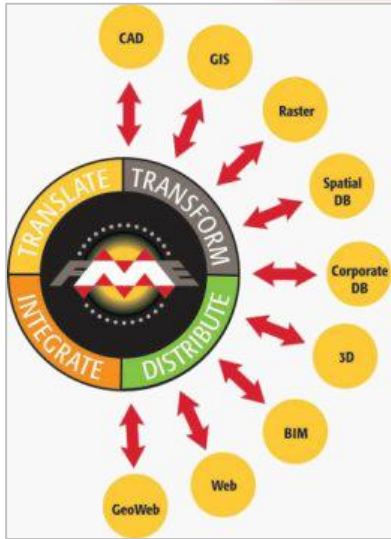 CAD
GIS
Raster
Spatial
DB
Corporate
DB
3D
BIM
Web
GeoWeb
TRANSLATE
TRANSFORM
INTEGRATE
DISTRIBUTE
FME